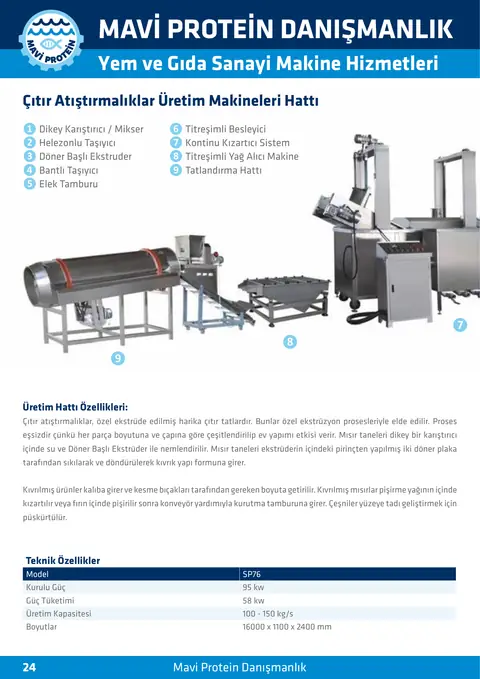 MAVİ PROTEİN
MAVİ PROTEİN DANIŞMANLIK
Yem ve Gıda Sanayi Makine Hizmetleri
Çıtır Atıştırmalıklar Üretim Makineleri Hattı
1 Dikey Karıştırıcı / Mikser
2 Helezonlu Taşıyıcı
3 Döner Başlı Ekstruder
4 Bantlı Taşıyıcı
5 Elek Tamburu
6 Titreşimli Besleyici
7 Kontinu Kızartıcı Sistem
8 Titreşimli Yağ Alıcı Makine
9 Tatlandırma Hattı
7
8
9
Üretim Hattı Özellikleri:
Çıtır atıştırmalıklar, özel ekstrüde edilmiş harika çıtır tatlardır. Bunlar özel ekstrüzyon prosesleriyle elde edilir. Proses
eşsizdir çünkü her parça boyutuna ve çapına göre çeşitlendirilip ev yapımı etkisi verir. Mısır taneleri dikey bir karıştırıcı
içinde su ve Döner Başlı Ekstruder ile nemlendirilir. Mısır taneleri ekstruderin içindeki pirinçten yapılmış iki döner plaka
tarafından sıkılarak ve döndürülerek kıvrık yapı formuna girer.
Kıvrılmış ürünler kalıba girer ve kesme bıçakları tarafından gereken boyuta getirilir. Kıvrılmış mısırlar pişirme yağının içinde
kızartılır veya fırın içinde pişirilir sonra konveyör yardımıyla kurutma tamburuna girer. Çeşniler yüzeye tadı geliştirmek için
püskürtülür.
Teknik Özellikler
Model SP76
Kurulu Güç 95 kw
Güç Tüketimi 58 kw
Üretim Kapasitesi 100 - 150 kg/s
Boyutlar 16000 x 1100 x 2400 mm
24 Mavi Protein Danışmanlık